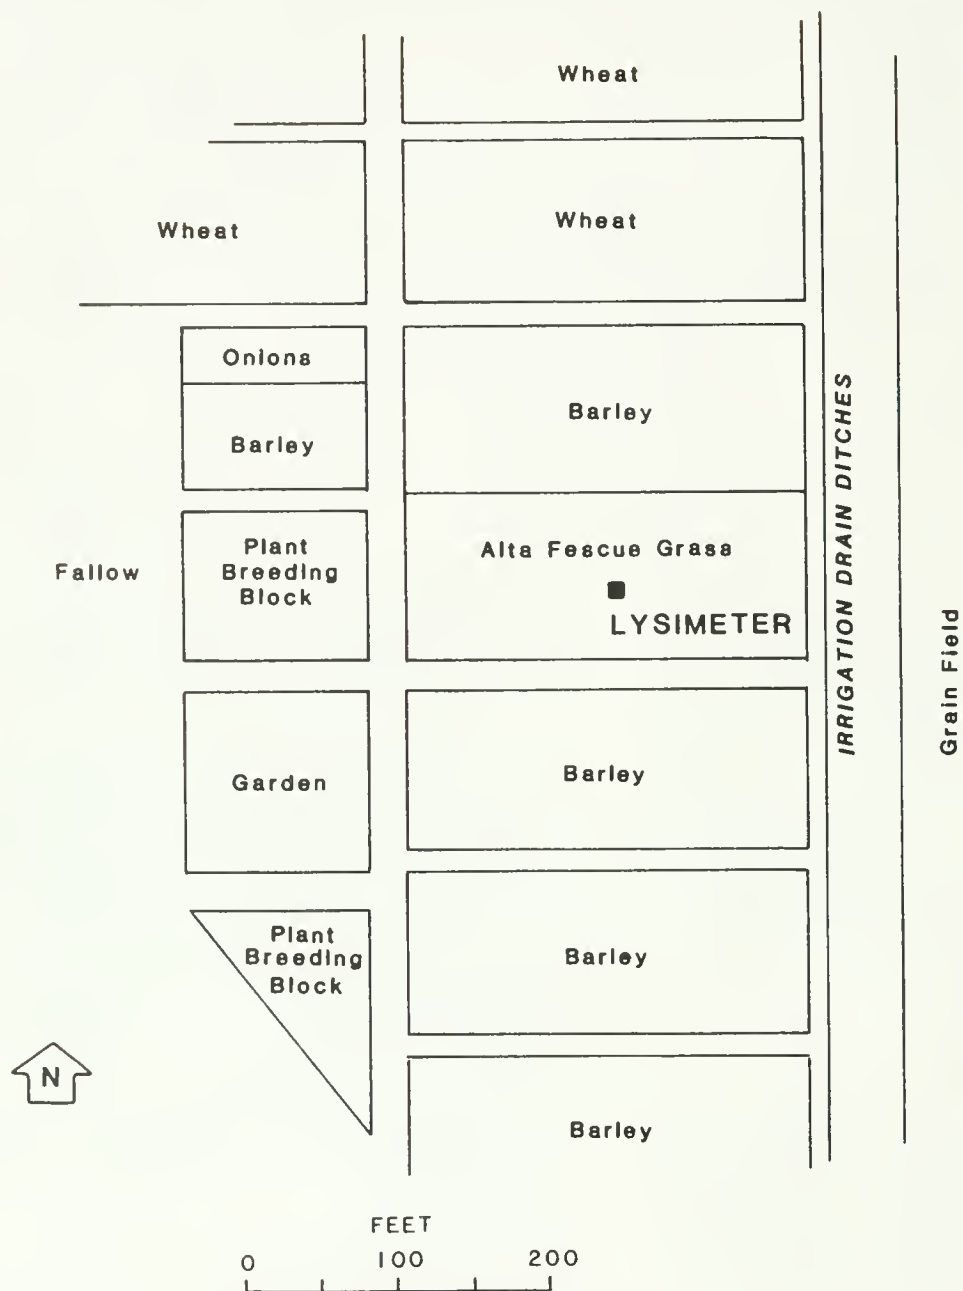 Wheat
Wheat
Wheat
Onions
Barley
Barley
Fallow
Plant
Breeding
Block
Alta Fescue Grass
LYSIMETER
IRRIGATION DRAIN DITCHES
Grain Field
Garden
Barley
Plant
Breeding
Block
Barley
N
Barley
FEET
0 100 200